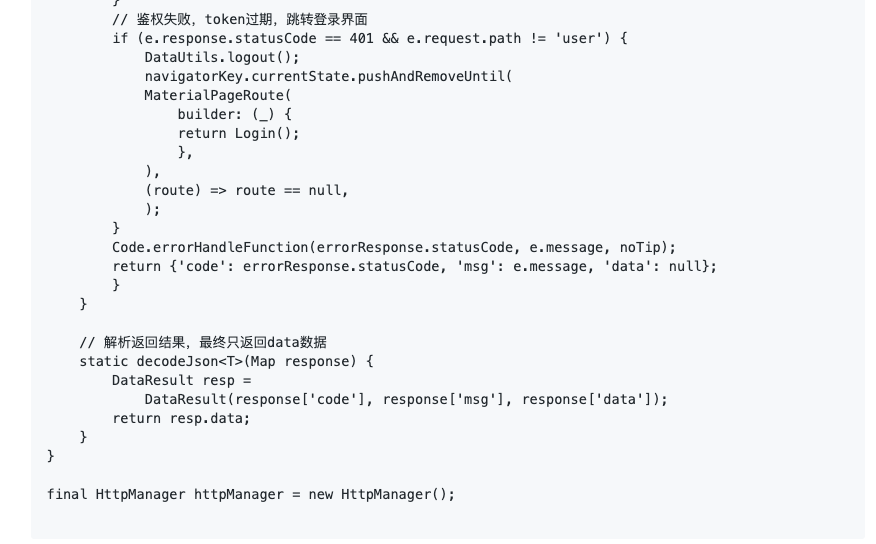 }
// 鉴权失败，token过期，跳转登录界面
if (e.response.statusCode == 401 && e.request.path != 'user') {
DataUtils.logout();
navigatorKey.currentState.pushAndRemoveUntil(
MaterialPageRoute(
builder: (_) {
return Login();
},
),
(route) => route == null,
);
}
Code.errorHandleFunction(errorResponse.statusCode, e.message, noTip);
return {'code': errorResponse.statusCode, 'msg': e.message, 'data': null};
}
}
// 解析返回结果，最终只返回data数据
static decodeJson<T>(Map response) {
DataResult resp =
DataResult(response['code'], response['msg'], response['data']);
return resp.data;
}
}
final HttpManager httpManager = new HttpManager();